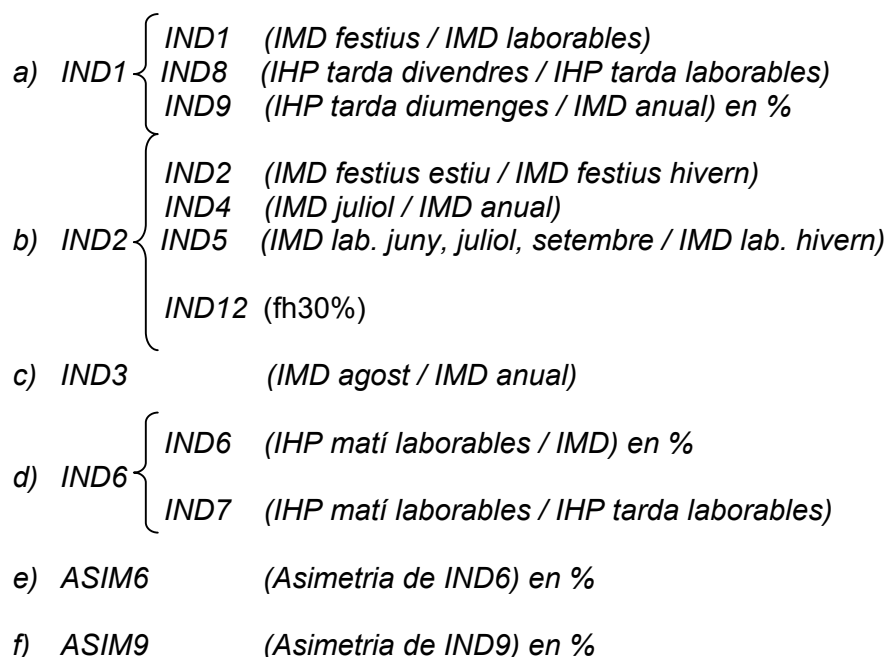 IND1 (IMD festius / IMD laborables)
a) IND1 IND8 (IHP tarda divendres / IHP tarda laborables)
IND9 (IHP tarda diumenges / IMD anual) en %
IND2 (IMD festius estiu / IMD festius hivern)
IND4 (IMD juliol / IMD anual)
b) IND2 IND5 (IMD lab. juny, juliol, setembre / IMD lab. hivern)
IND12 (fh30%)
c) IND3 (IMD agost / IMD anual)
IND6 (IHP matí laborables / IMD) en %
d) IND6
IND7 (IHP matí laborables / IHP tarda laborables)
e) ASIM6 (Asimetria de IND6) en %
f) ASIM9 (Asimetria de IND9) en %